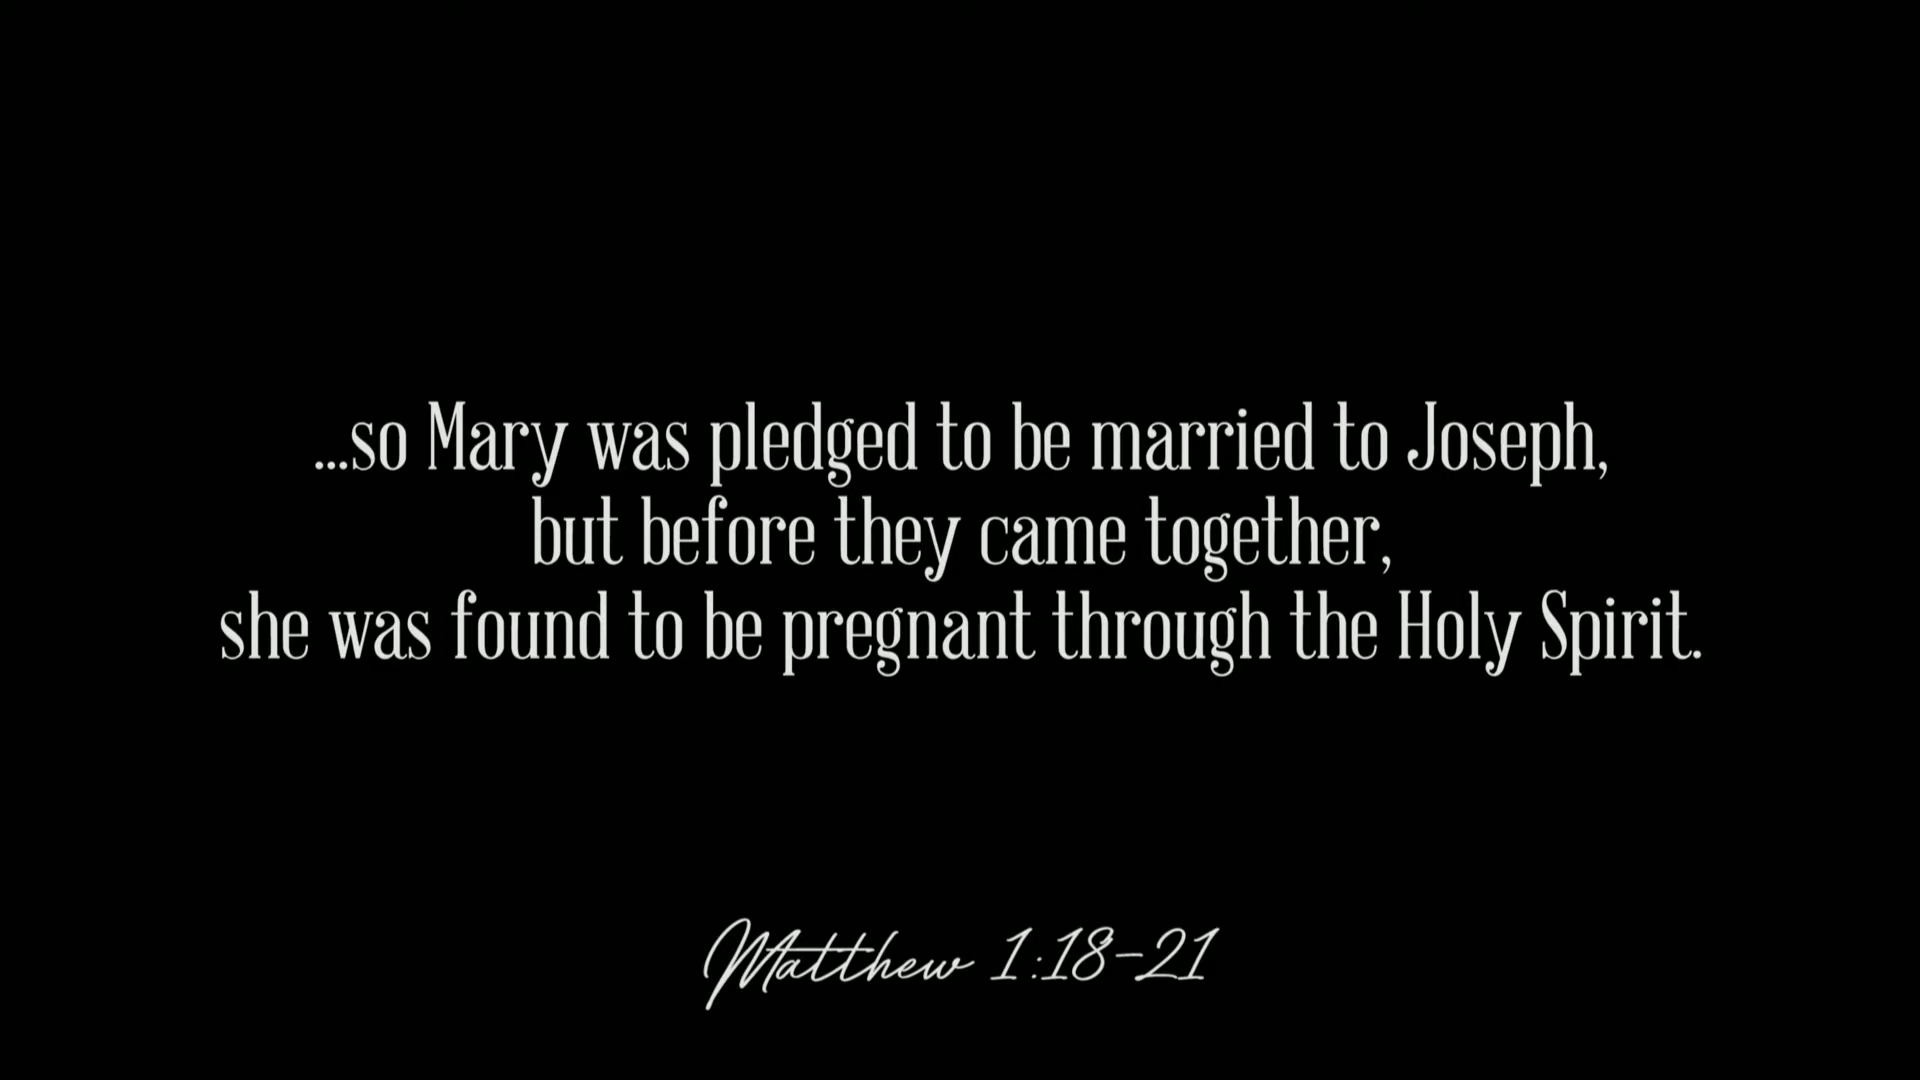 ...so Mary was pledged to be married to Joseph,
but before they came together,
she was found to be pregnant through the Holy Spirit.
Matthew 1:18-21